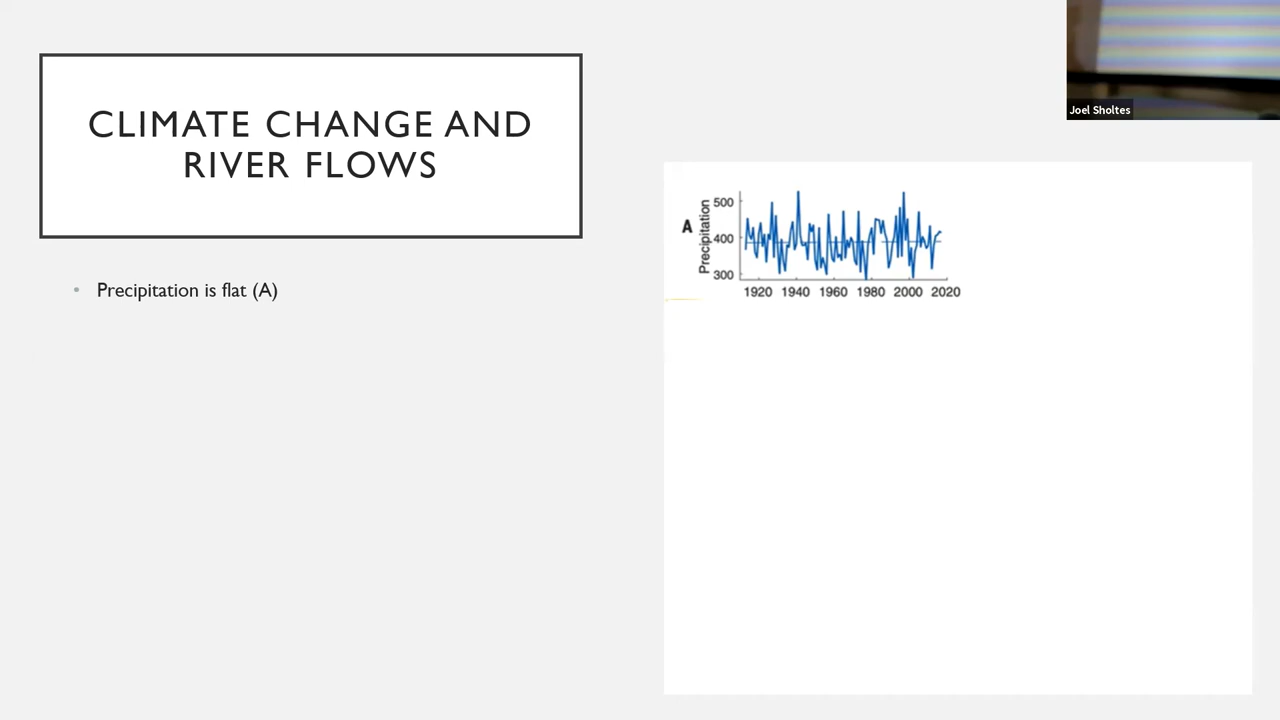 CLIMATE CHANGE AND
RIVER FLOWS
Joel Sholtes
• Precipitation is flat (A)
A
Precipitation
500
400
300
1920 1940 1960 1980 2000 2020